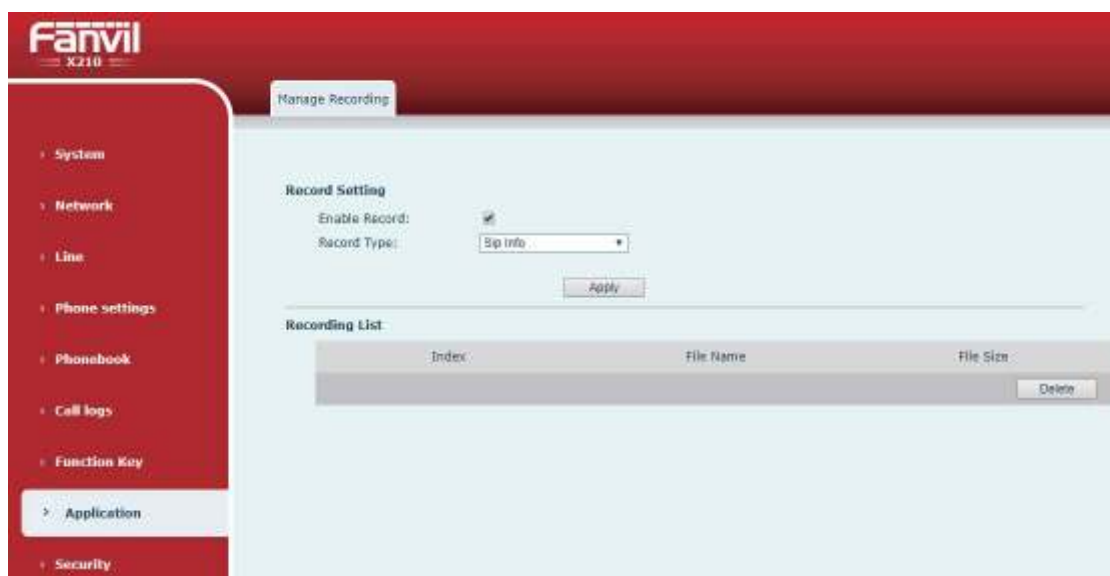 Fanvil
X210
Manage Recording
System
Network
Line
Phone settings
Phonebook
Call logs
Function Key
Application
Security
Record Setting
Enable Record:
Record Type:
Sip Info
Apply
Recording List
Index File Name File Size
Delete